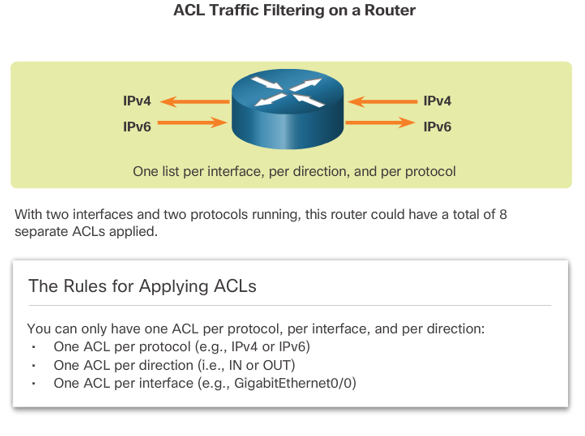 ACL Traffic Filtering on a Router
IPv4 IPv4
IPv6 IPv6
One list per interface, per direction, and per protocol
With two interfaces and two protocols running, this router could have a total of 8
separate ACLs applied.
The Rules for Applying ACLs
You can only have one ACL per protocol, per interface, and per direction:
• One ACL per protocol (e.g., IPv4 or IPv6)
• One ACL per direction (i.e., IN or OUT)
• One ACL per interface (e.g., GigabitEthernet0/0)